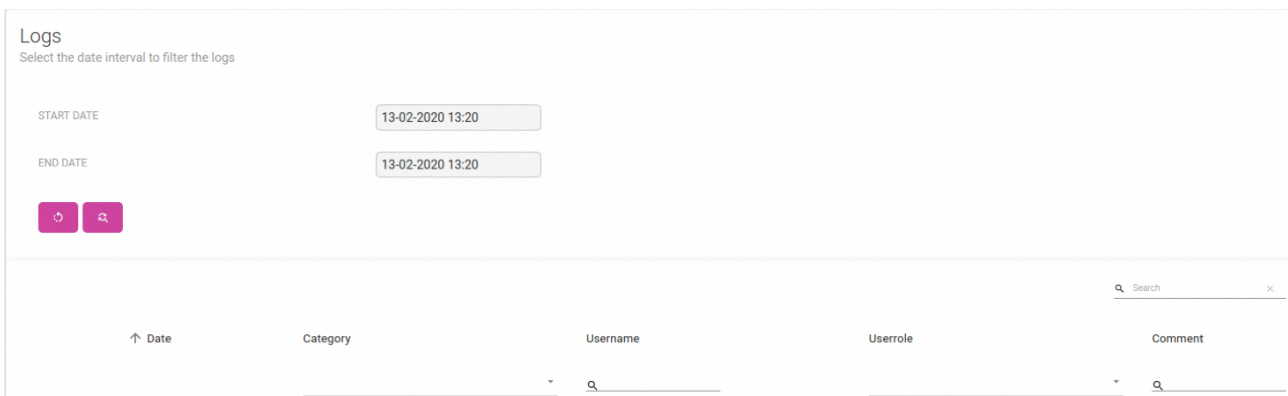 Logs
Select the date interval to filter the logs
START DATE 13-02-2020 13:20
END DATE 13-02-2020 13:20
Search
Date Category Username Userrole Comment